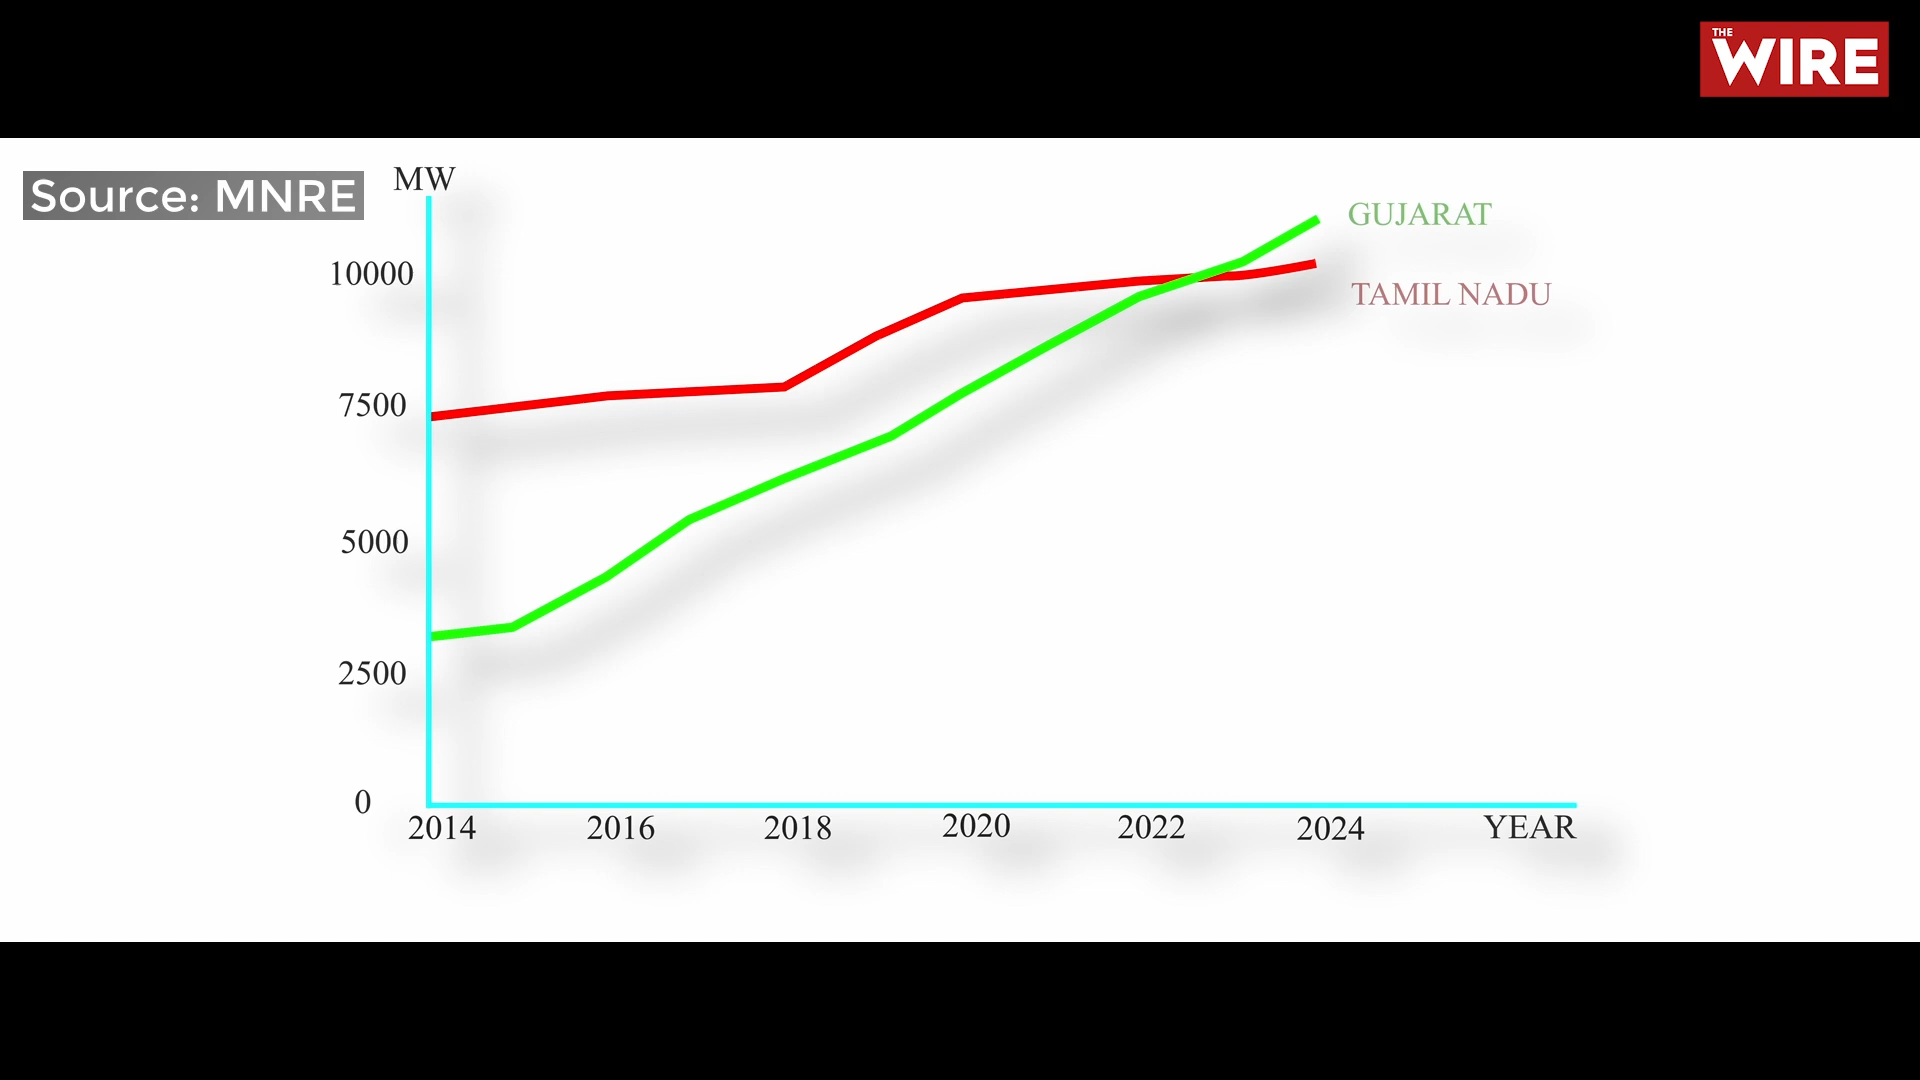 THE
WIRE
Source: MNRE
MW
GUJARAT
TAMIL NADU
10000
7500
5000
2500
0
2014 2016 2018 2020 2022 2024 YEAR